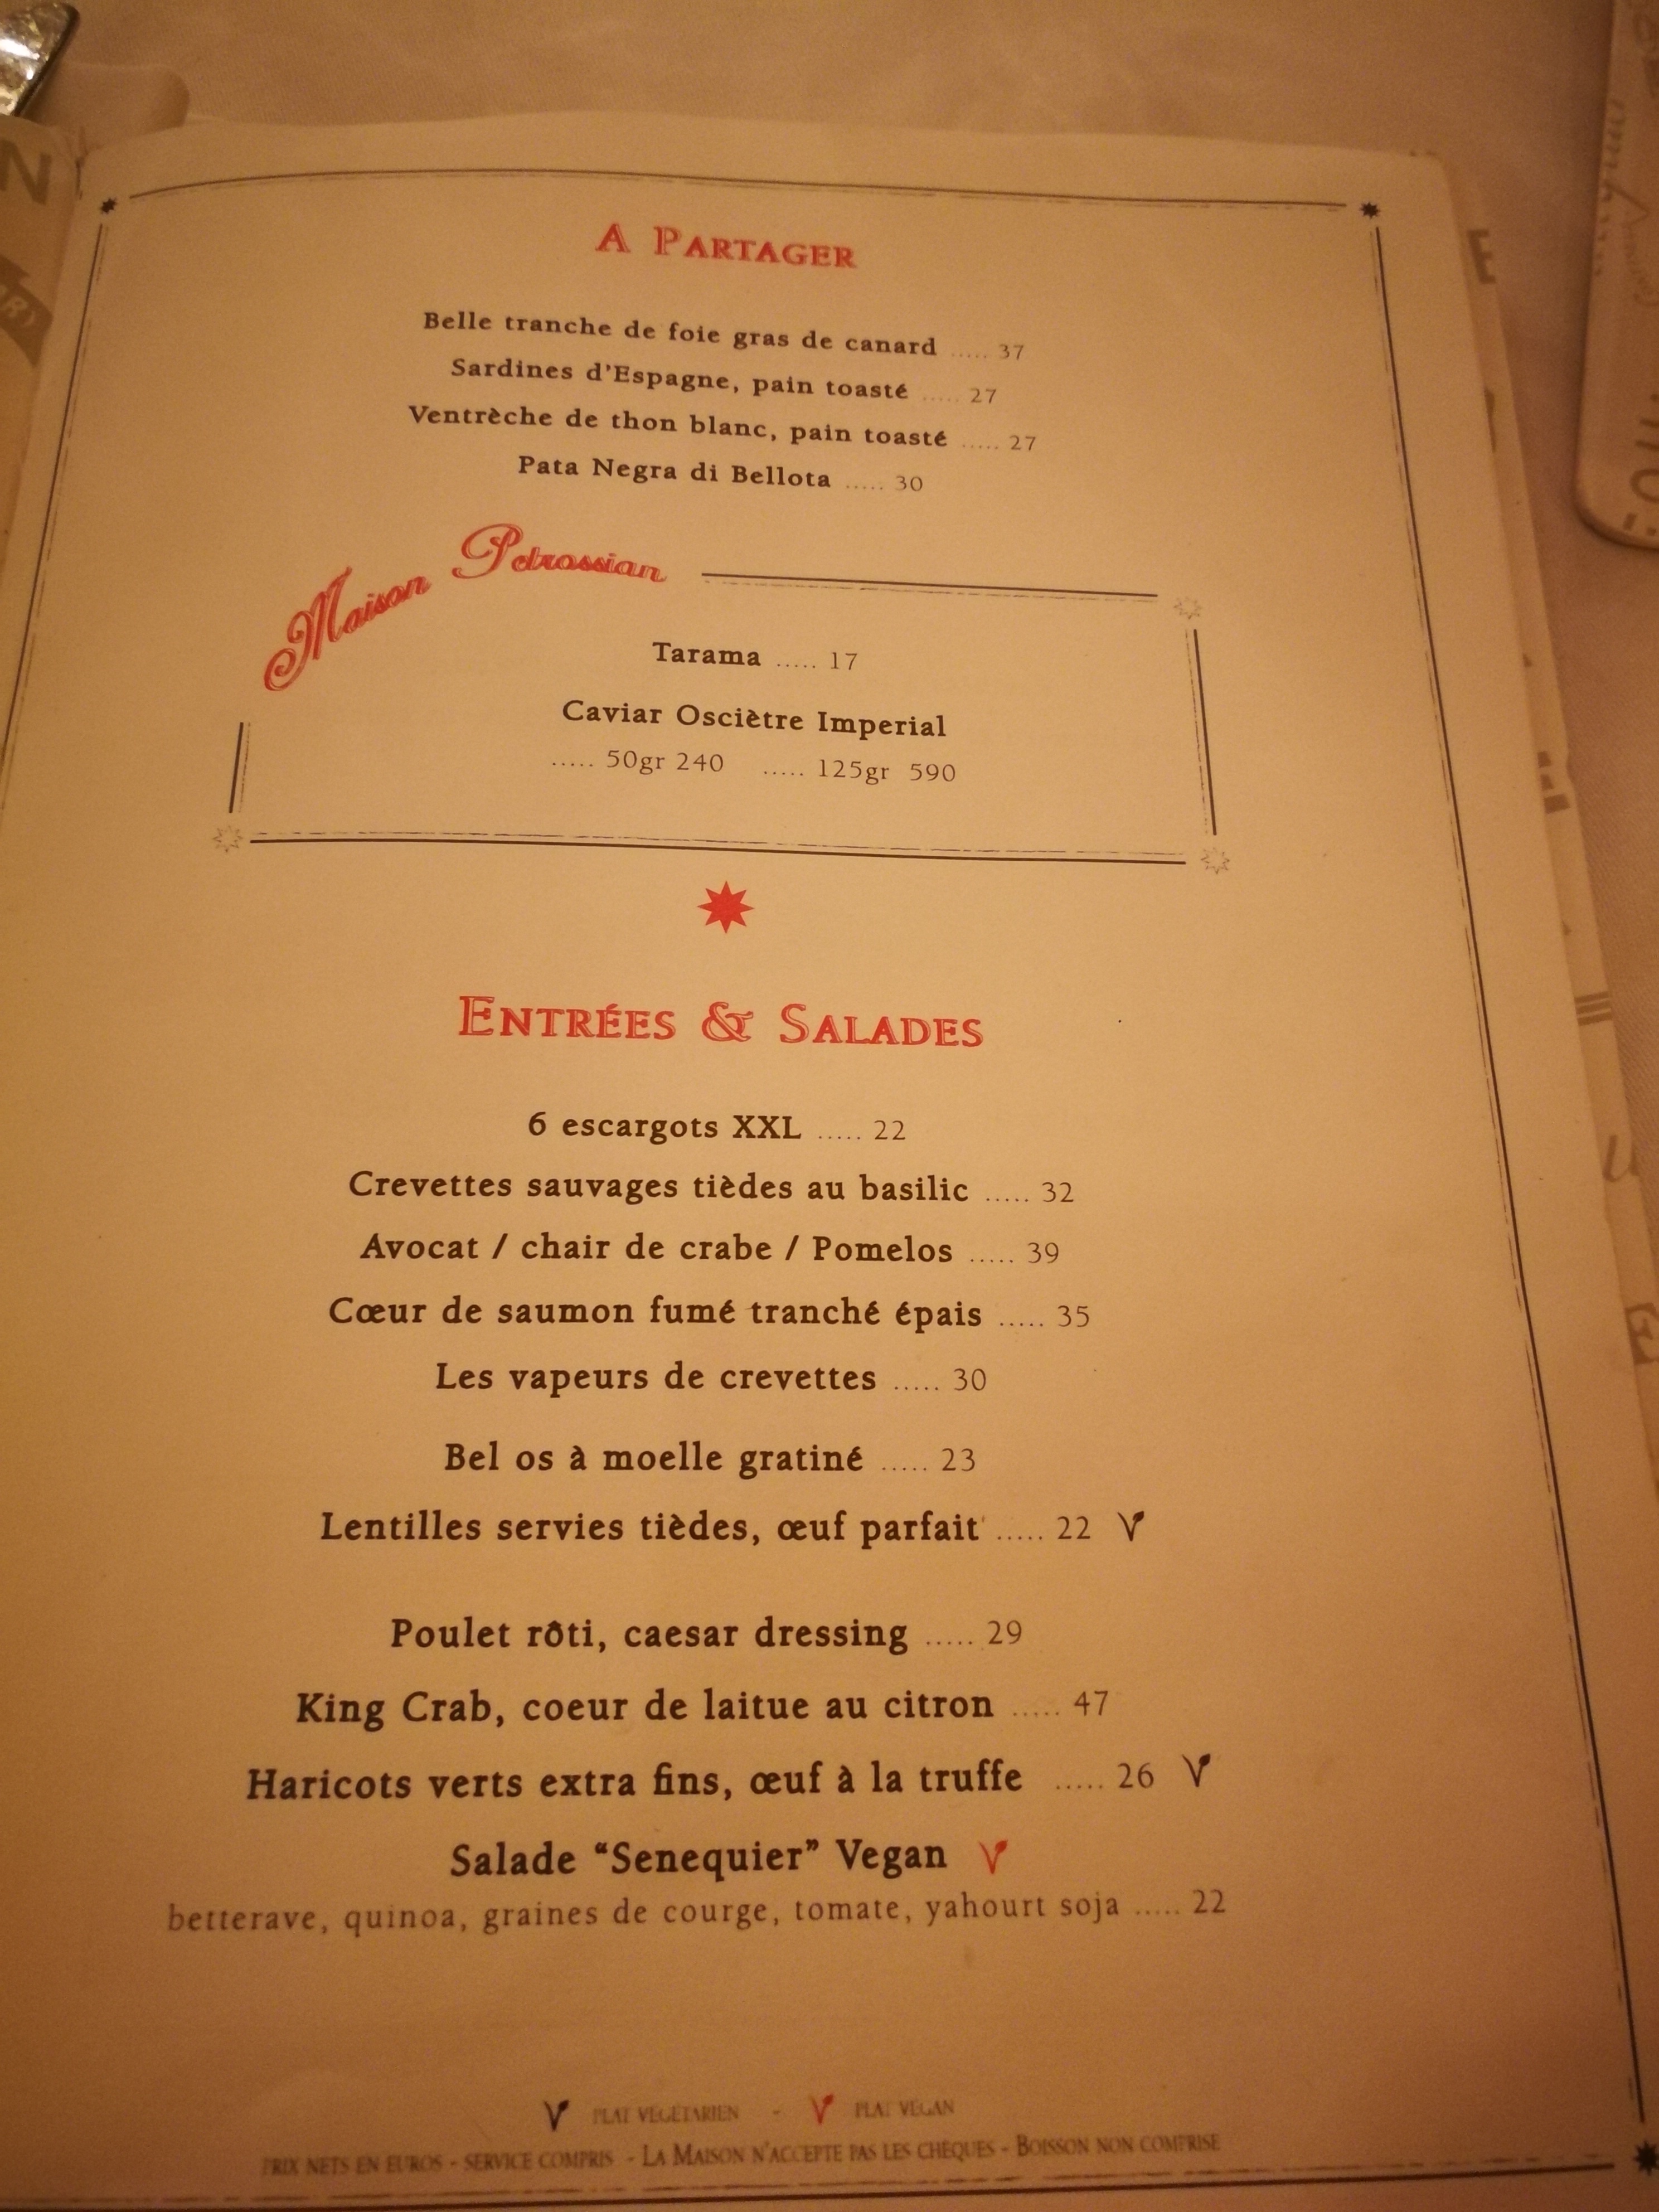 A PARTAGER
Belle tranche de foie gras de canard ..... 37
Sardines d'Espagne, pain toasté ..... 27
Ventrèche de thon blanc, pain toasté ..... 27
Pata Negra di Bellota ..... 30
Maison Petrossian
Tarama ..... 17
Caviar Osciètre Imperial
..... 50gr 240 ..... 125gr 590
ENTRÉES & SALADES
6 escargots XXL ..... 22
Crevettes sauvages tièdes au basilic ..... 32
Avocat / chair de crabe / Pomelos ..... 39
Cœur de saumon fumé tranché épais ..... 35
Les vapeurs de crevettes ..... 30
Bel os à moelle gratiné ..... 23
Lentilles servies tièdes, œuf parfait ..... 22 V
Poulet rôti, caesar dressing ..... 29
King Crab, coeur de laitue au citron ..... 47
Haricots verts extra fins, œuf à la truffe ..... 26 V
Salade “Senequier” Vegan V
betterave, quinoa, graines de courge, tomate, yahourt soja ..... 22
V PLAT VEGETARIEN - V PLAT VEGAN
PRIX NETS EN EUROS - SERVICE COMPRIS - LA MAISON N'ACCEPTE PAS LES CHEQUES - BOISSON NON COMPRISE